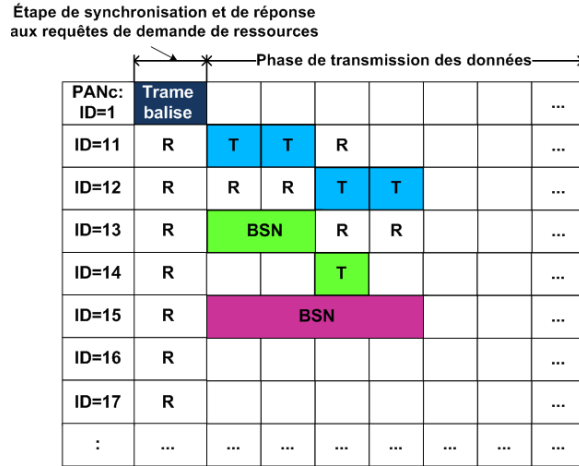 Étape de synchronisation et de réponse
aux requêtes de demande de ressources
Phase de transmission des données
PANc: ID=1 Trame balise ...
ID=11 R T T R ...
ID=12 R R R T T ...
ID=13 R BSN R R ...
ID=14 R T ...
ID=15 R BSN ...
ID=16 R ...
ID=17 R ...
: ... ... ... ... ... ... ... ...